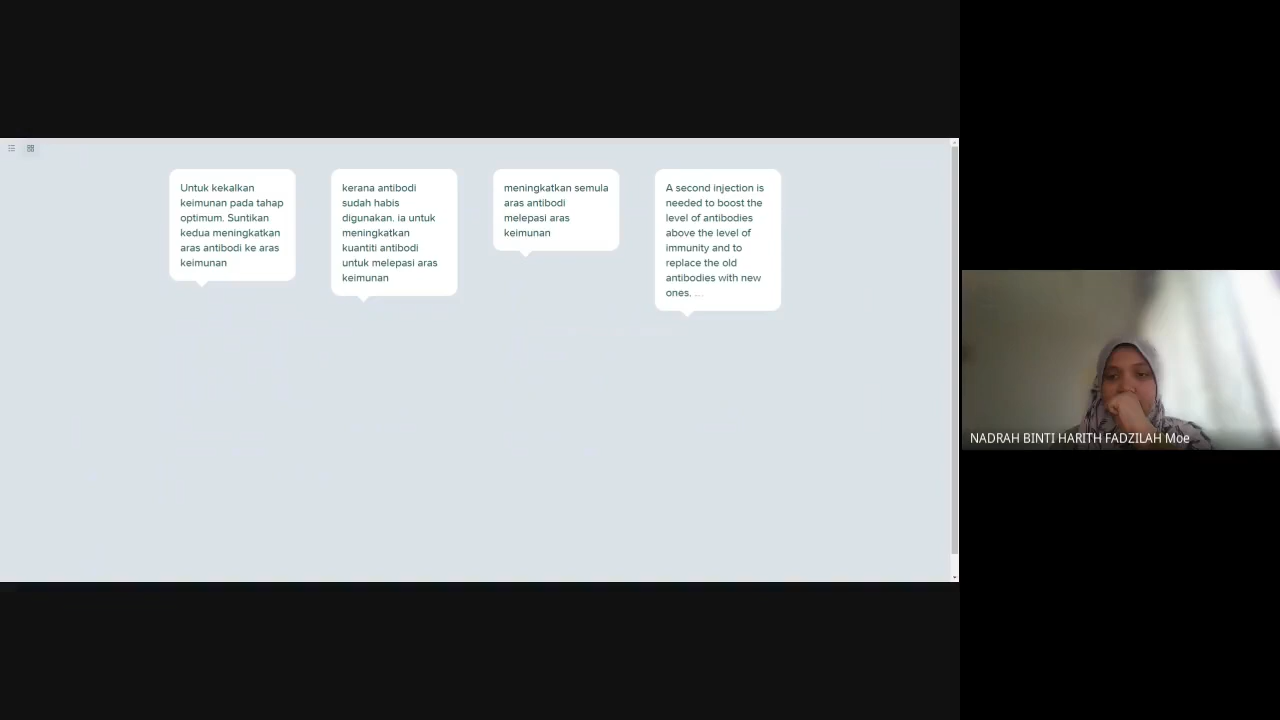 Untuk kekalkan
keimunan pada tahap
optimum. Suntikan
kedua meningkatkan
aras antibodi ke aras
keimunan
kerana antibodi
sudah habis
digunakan. ia untuk
meningkatkan
kuantiti antibodi
untuk melepasi aras
keimunan
meningkatkan semula
aras antibodi
melepasi aras
keimunan
A second injection is
needed to boost the
level of antibodies
above the level of
immunity and to
replace the old
antibodies with new
ones. ...
NADRAH BINTI HARITH FADZILAH Moe